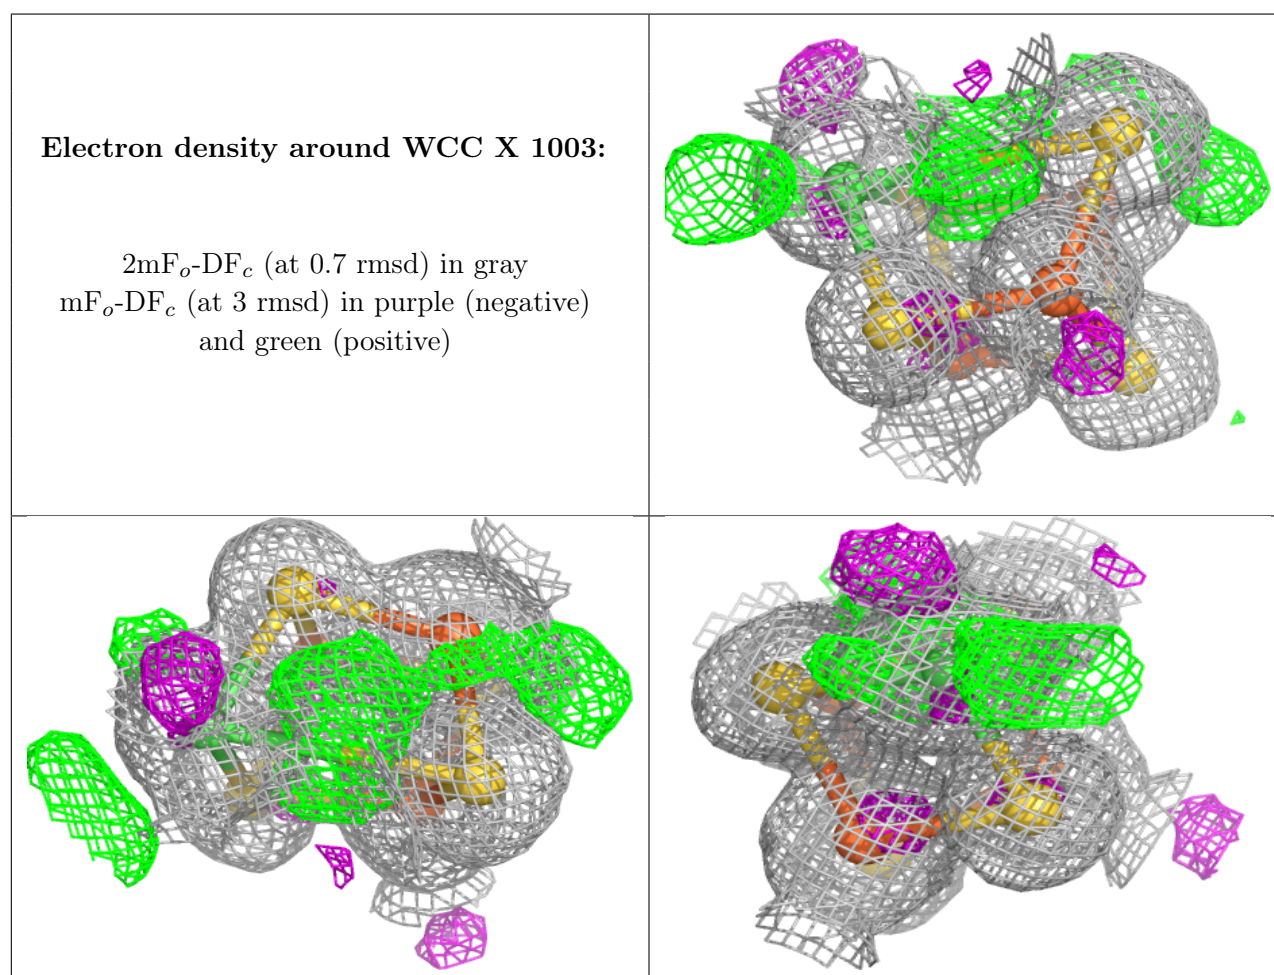 Electron density around WCC X 1003:
2mFo-DFc (at 0.7 rmsd) in gray
mFo-DFc (at 3 rmsd) in purple (negative)
and green (positive)